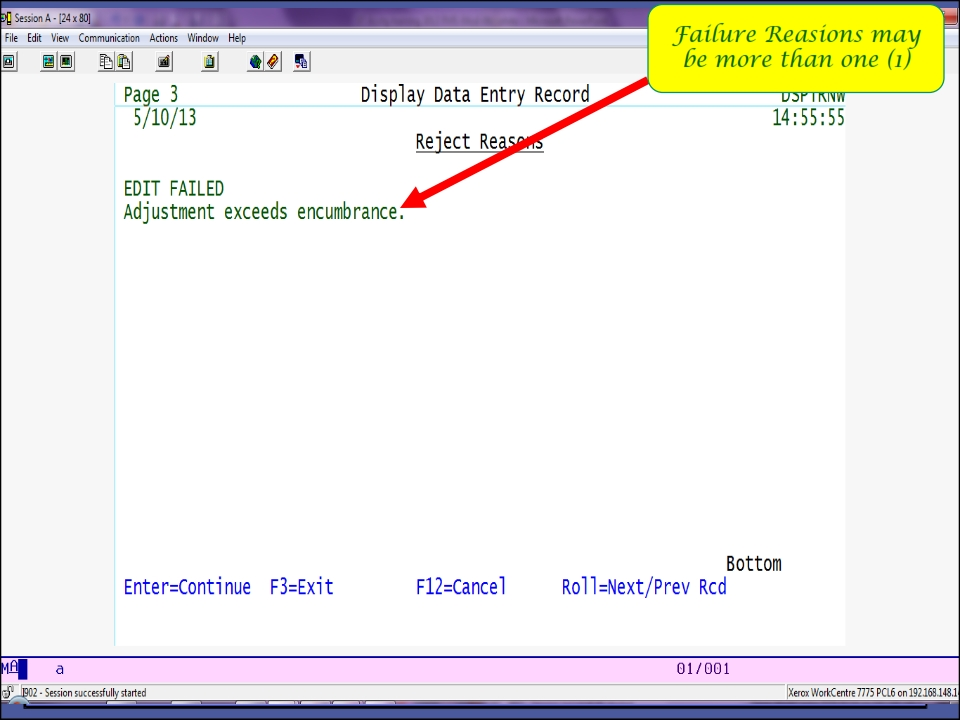 Session A - [24 x 80]
File Edit View Communication Actions Window Help
Failure Reasions may
be more than one (1)
Page 3 Display Data Entry Record DSPTRNW
5/10/13 14:55:55
Reject Reasons
EDIT FAILED
Adjustment exceeds encumbrance.
Bottom
Enter=Continue F3=Exit F12=Cancel Roll=Next/Prev Rcd
MA a 01/001
I902 - Session successfully started Xerox WorkCentre 7775 PCL6 on 192.168.148.1